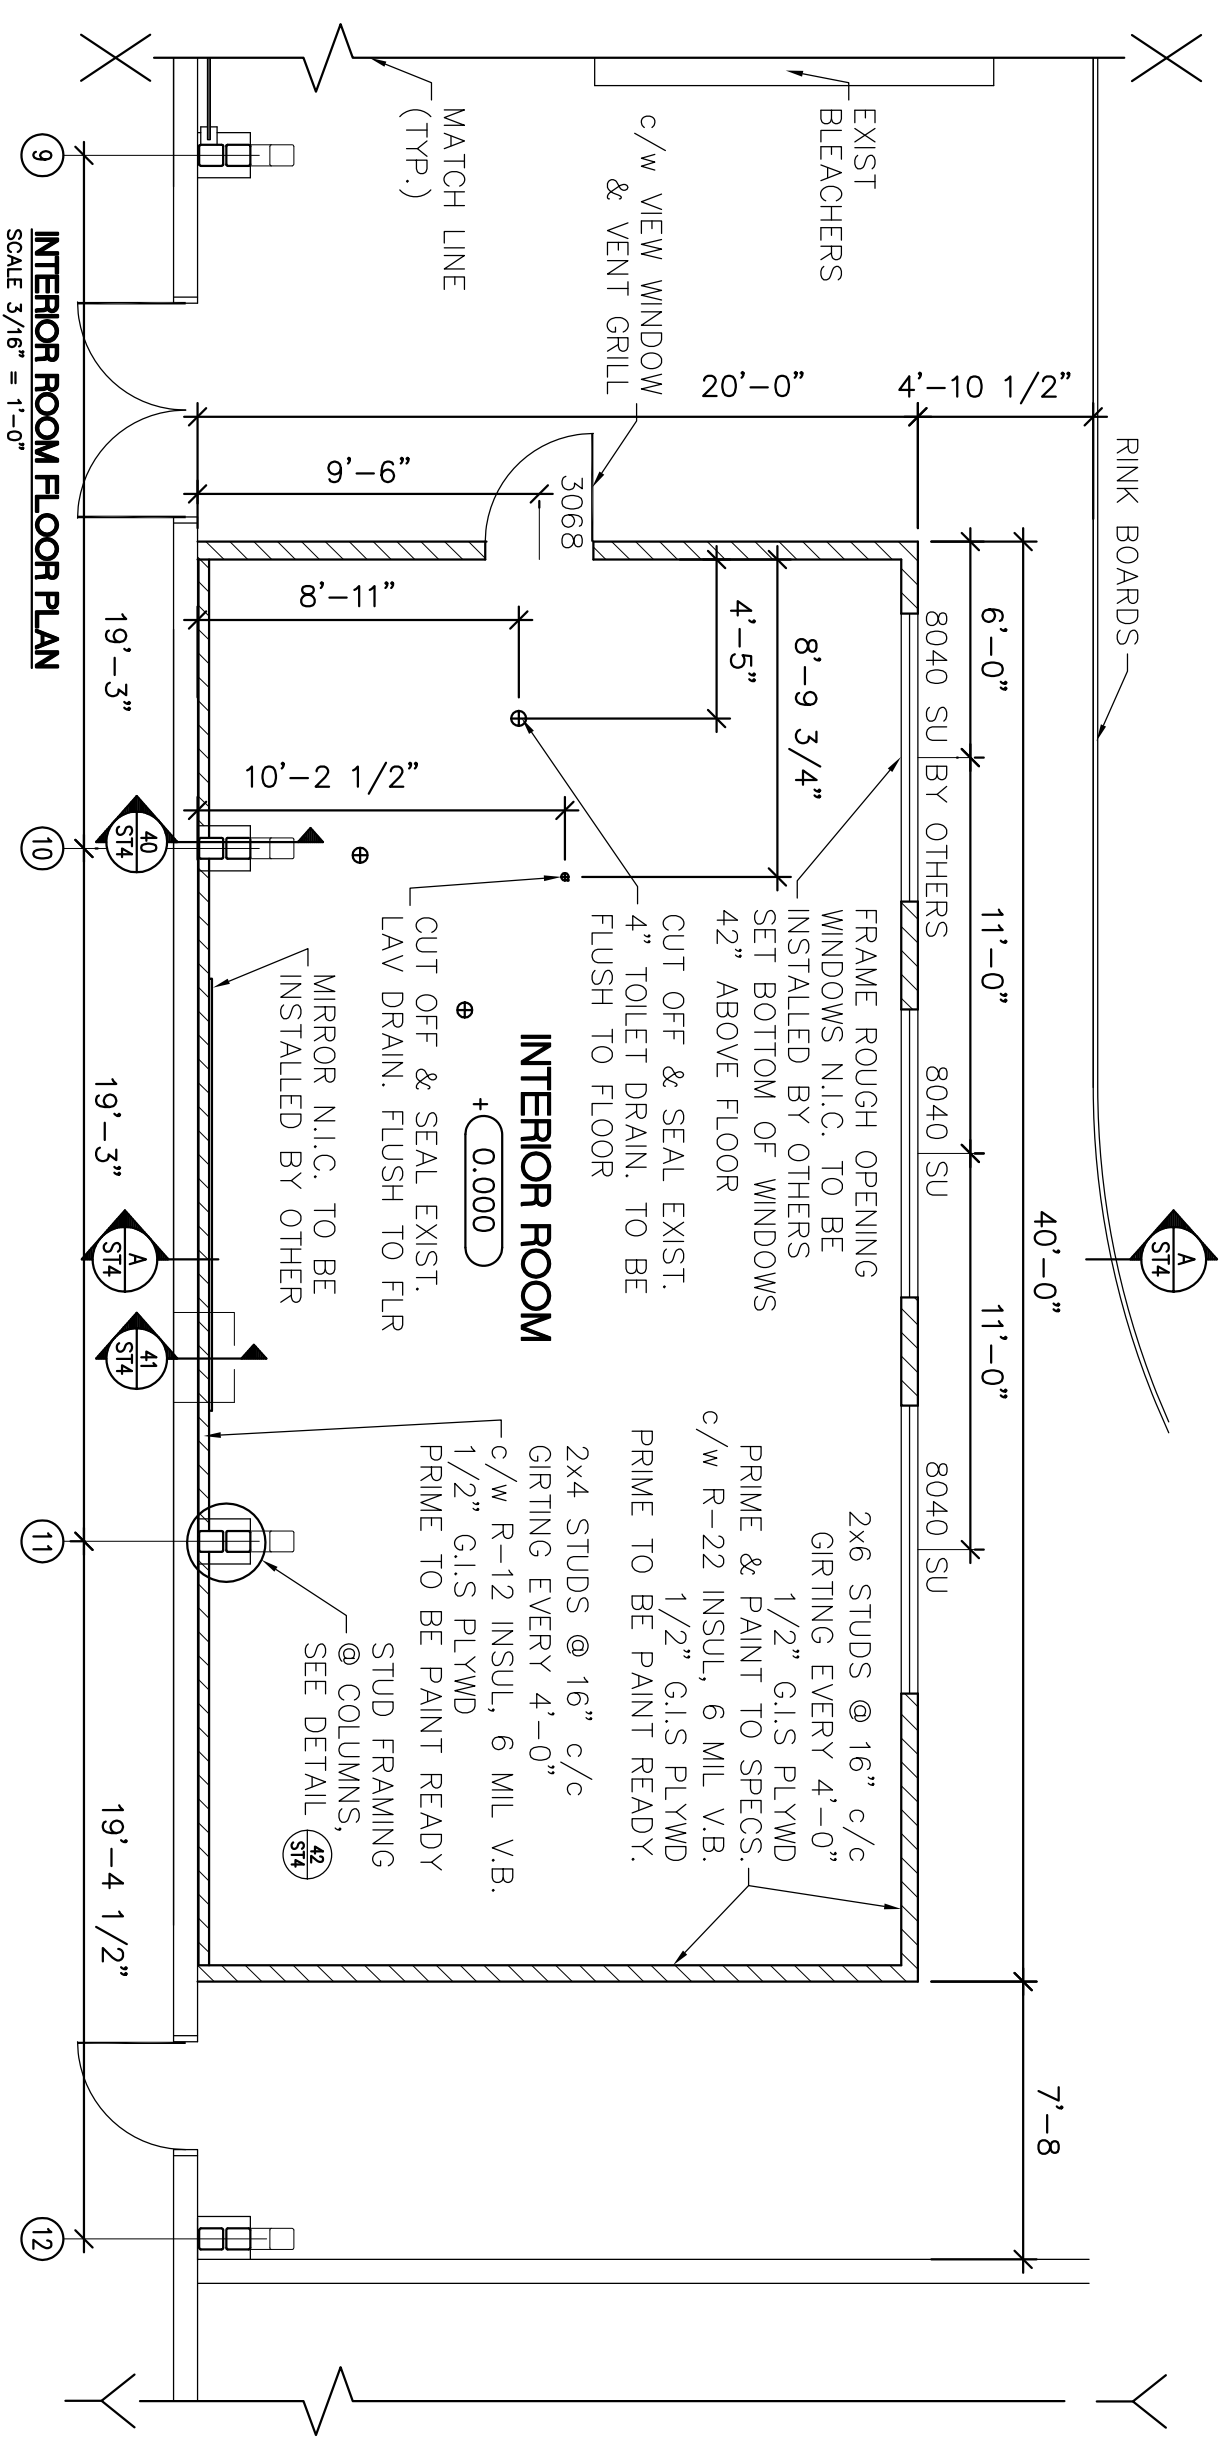 RINK BOARDS
EXIST
BLEACHERS
c/w VIEW WINDOW
& VENT GRILL
MATCH LINE
(TYP.)
40'-0"
7'-8
6'-0"
11'-0"
11'-0"
8040 SU BY OTHERS
8040 SU
8040 SU
4'-10 1/2"
20'-0"
9'-6"
3068
8'-11"
4'-5"
8'-9 3/4"
10'-2 1/2"
FRAME ROUGH OPENING
WINDOWS N.I.C. TO BE
INSTALLED BY OTHERS
SET BOTTOM OF WINDOWS
42" ABOVE FLOOR
CUT OFF & SEAL EXIST.
4" TOILET DRAIN. TO BE
FLUSH TO FLOOR
INTERIOR ROOM
+ 0.000
CUT OFF & SEAL EXIST.
LAV DRAIN. FLUSH TO FLR
MIRROR N.I.C. TO BE
INSTALLED BY OTHER
2x6 STUDS @ 16" c/c
GIRTING EVERY 4'-0"
1/2" G.I.S PLYWD
PRIME & PAINT TO SPECS.
c/w R-22 INSUL, 6 MIL V.B.
1/2" G.I.S PLYWD
PRIME TO BE PAINT READY.
2x4 STUDS @ 16" c/c
GIRTING EVERY 4'-0"
c/w R-12 INSUL, 6 MIL V.B.
1/2" G.I.S PLYWD
PRIME TO BE PAINT READY
STUD FRAMING
@ COLUMNS,
SEE DETAIL
42
ST4
A
ST4
40
ST4
A
ST4
41
ST4
19'-3"
19'-3"
19'-4 1/2"
9
10
11
12
INTERIOR ROOM FLOOR PLAN
SCALE 3/16" = 1'-0"